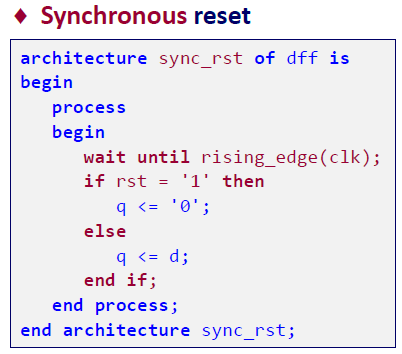 ♦ Synchronous reset
architecture sync_rst of dff is
begin
   process
   begin
      wait until rising_edge(clk);
      if rst = '1' then
         q <= '0';
      else
         q <= d;
      end if;
   end process;
end architecture sync_rst;